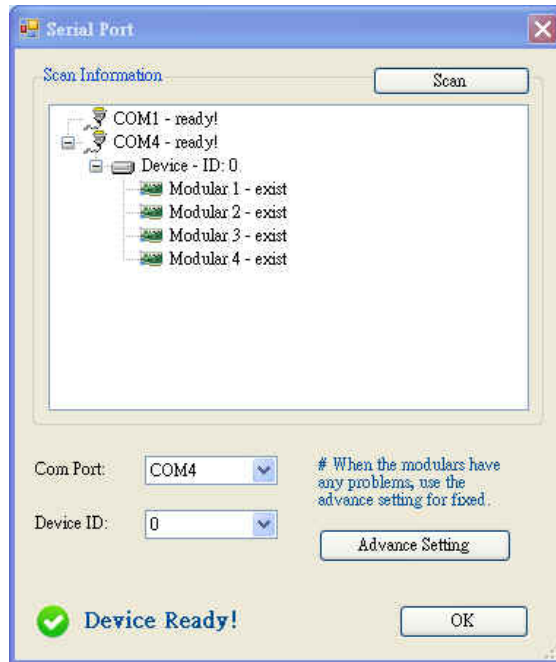 Serial Port
Scan Information
Scan
COM1 - ready!
COM4 - ready!
Device - ID: 0
Modular 1 - exist
Modular 2 - exist
Modular 3 - exist
Modular 4 - exist
Com Port:
COM4
# When the modulars have
any problems, use the
advance setting for fixed.
Device ID:
0
Advance Setting
Device Ready!
OK